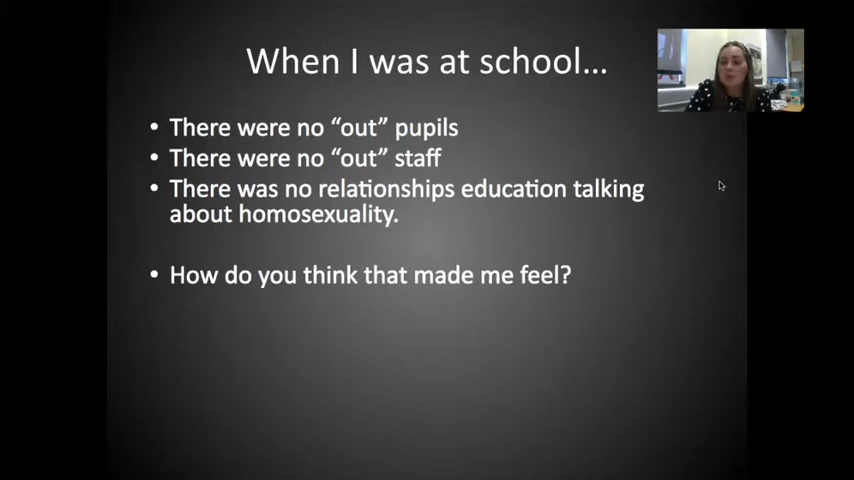 When I was at school...
• There were no “out” pupils
• There were no “out” staff
• There was no relationships education talking
about homosexuality.
• How do you think that made me feel?